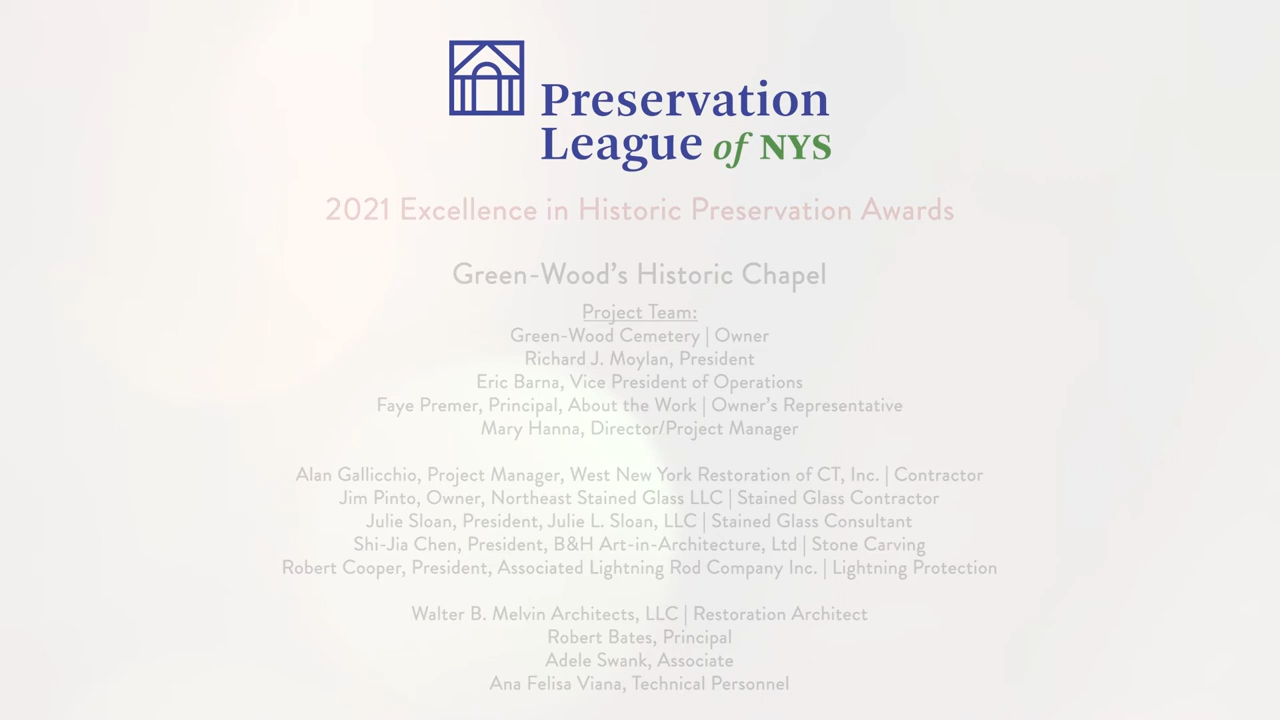 Preservation
League of NYS
2021 Excellence in Historic Preservation Awards
Green-Wood's Historic Chapel
Project Team:
Green-Wood Cemetery | Owner
Richard J. Moylan, President
Eric Barna, Vice President of Operations
Faye Premer, Principal, About the Work | Owner's Representative
Mary Hanna, Director/Project Manager
Alan Gallicchio, Project Manager, West New York Restoration of CT, Inc. | Contractor
Jim Pinto, Owner, Northeast Stained Glass LLC | Stained Glass Contractor
Julie Sloan, President, Julie L. Sloan, LLC | Stained Glass Consultant
Shi-Jia Chen, President, B&H Art-in-Architecture, Ltd | Stone Carving
Robert Cooper, President, Associated Lightning Rod Company Inc. | Lightning Protection
Walter B. Melvin Architects, LLC | Restoration Architect
Robert Bates, Principal
Adele Swank, Associate
Ana Felisa Viana, Technical Personnel